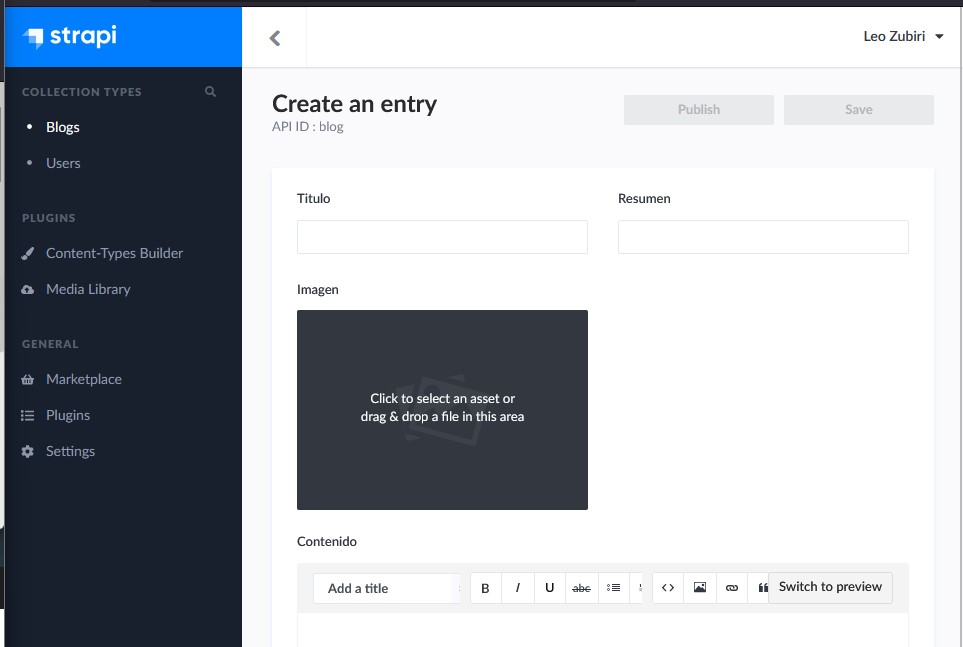 strapi
Leo Zubiri
COLLECTION TYPES
Blogs
Users
PLUGINS
Content-Types Builder
Media Library
GENERAL
Marketplace
Plugins
Settings
Create an entry
API ID : blog
Publish
Save
Titulo
Resumen
Imagen
Click to select an asset or
drag & drop a file in this area
Contenido
Add a title
B
I
U
abc
Switch to preview